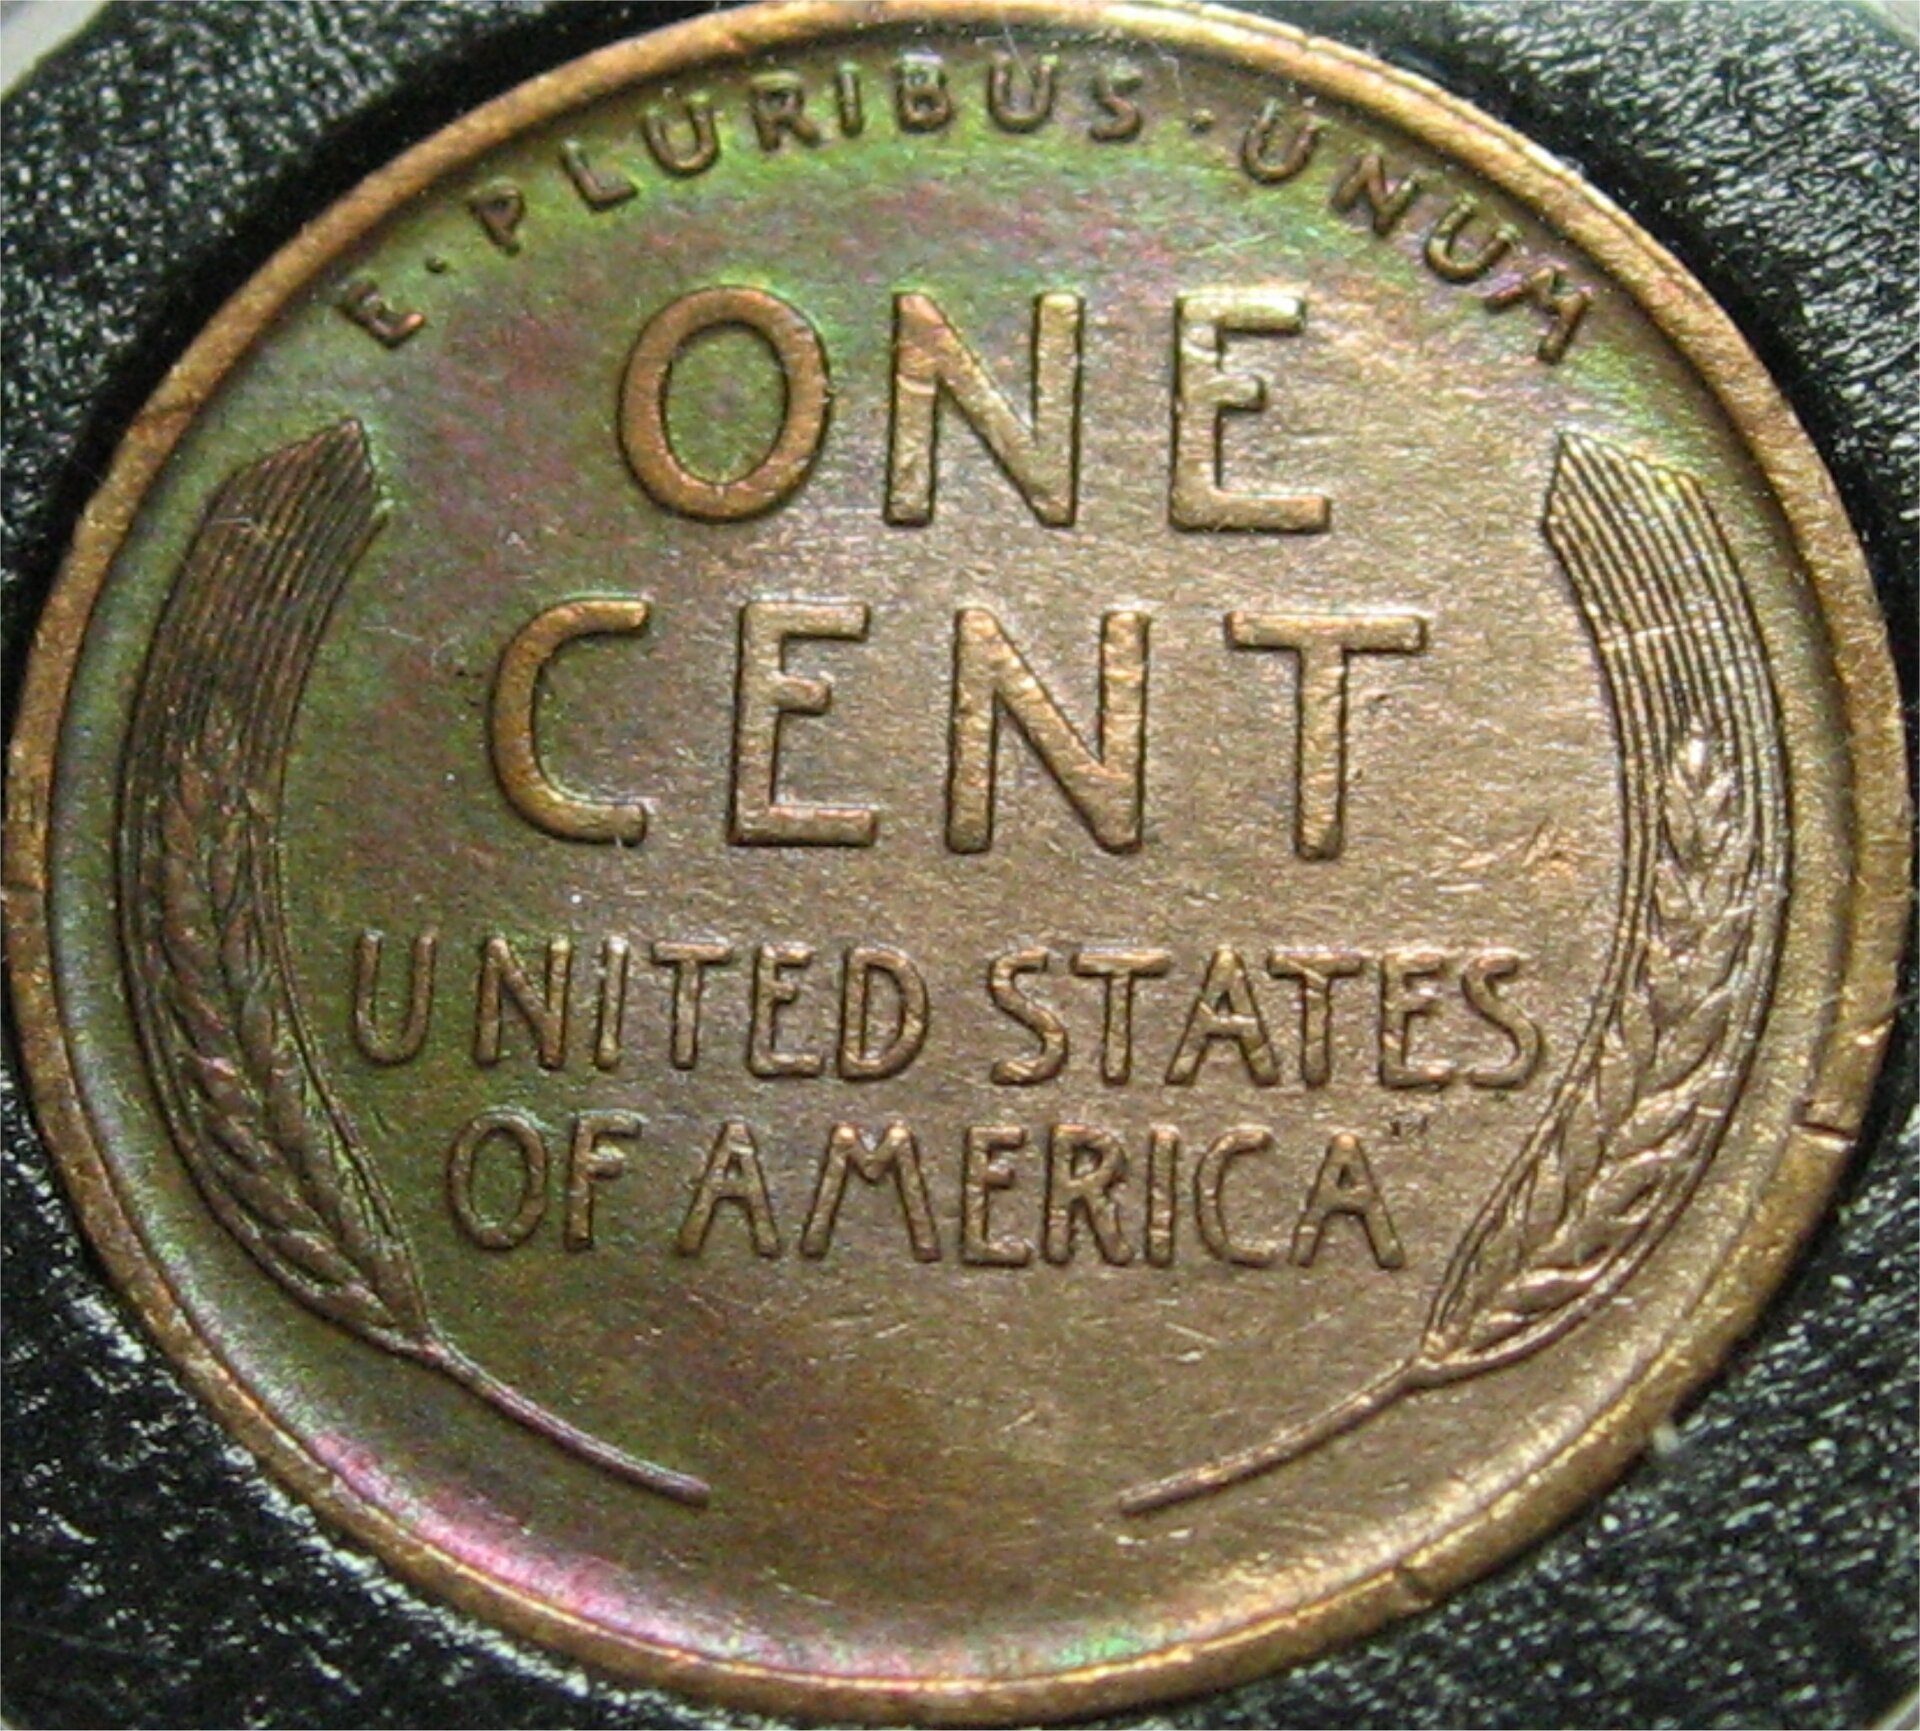 E·PLURIBUS·UNUM
ONE
CENT
UNITED STATES
OF AMERICA